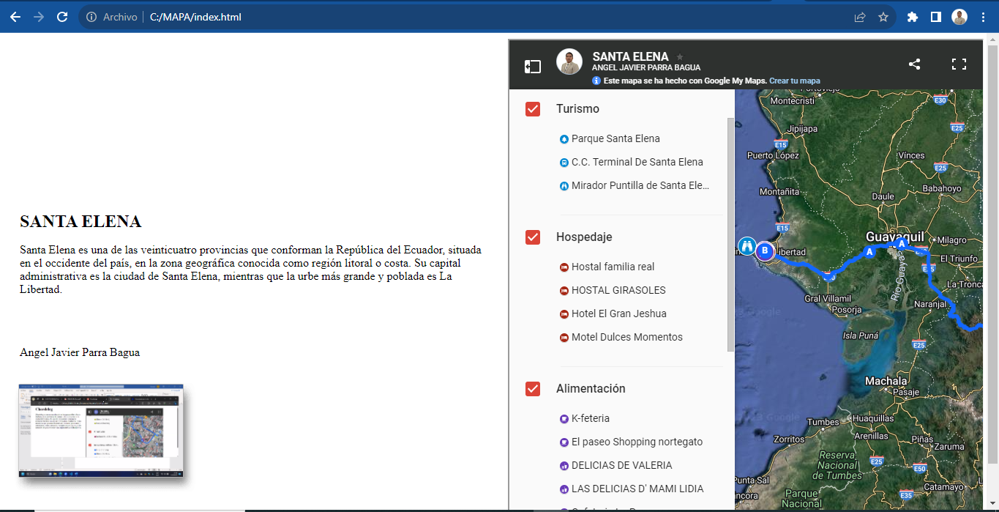 Archivo | C:/MAPA/index.html
SANTA ELENA
Santa Elena es una de las veinticuatro provincias que conforman la República del Ecuador, situada
en el occidente del país, en la zona geográfica conocida como región litoral o costa. Su capital
administrativa es la ciudad de Santa Elena, mientras que la urbe más grande y poblada es La
Libertad.
Angel Javier Parra Bagua
Chordeleg
SANTA ELENA
ANGEL JAVIER PARRA BAGUA
Este mapa se ha hecho con Google My Maps. Crear tu mapa
Turismo
Parque Santa Elena
C.C. Terminal De Santa Elena
Mirador Puntilla de Santa Ele...
Hospedaje
Hostal familia real
HOSTAL GIRASOLES
Hotel El Gran Jeshua
Motel Dulces Momentos
Alimentación
K-feteria
El paseo Shopping nortegato
DELICIAS DE VALERIA
LAS DELICIAS D' MAMI LIDIA
Portoviejo
Montecristi
E30
Jipijapa
E25
E15
Puerto López
Vínces
E25
Montañita
Daule
Babahoyo
E15
Guayaquil
A
Milagro
A
B
Libertad
El Triunfo
E25
La Tronca
Río Guayas
Gral Villamil
Posorja
Naranjal
Isla Puná
E25
Machala
Pasaje
Tumbes
Huaquillas
Zorritos
Arenillas
Piñas
Zaruma
Reserva
Nacional
de Tumbes
E25
E50
Punta Sal
Catamayo
ancora
Parque
Nacional
E35